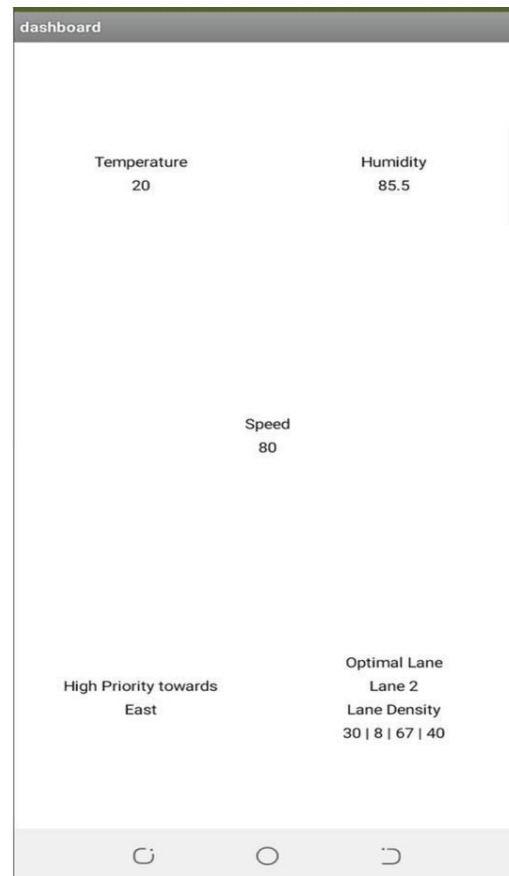 dashboard
Temperature
20
Humidity
85.5
Speed
80
High Priority towards
East
Optimal Lane
Lane 2
Lane Density
30 | 8 | 67 | 40